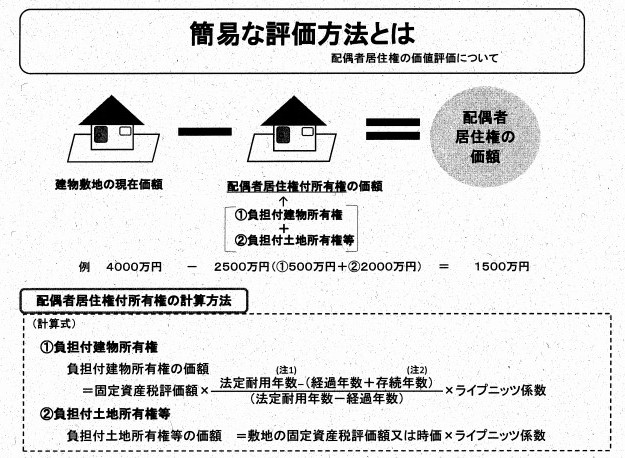 簡易な評価方法とは
配偶者居住権の価値評価について
配偶者
居住権の
価額
建物敷地の現在価額
配偶者居住権付所有権の価額
↑
①負担付建物所有権
+
②負担付土地所有権等
例 4000万円 － 2500万円(①500万円＋②2000万円) ＝ 1500万円
配偶者居住権付所有権の計算方法
(計算式)
①負担付建物所有権
負担付建物所有権の価額
(注1) (注2)
法定耐用年数−(経過年数＋存続年数)
＝固定資産税評価額× ×ライプニッツ係数
(法定耐用年数－経過年数)
②負担付土地所有権等
負担付土地所有権等の価額 ＝敷地の固定資産税評価額又は時価×ライプニッツ係数